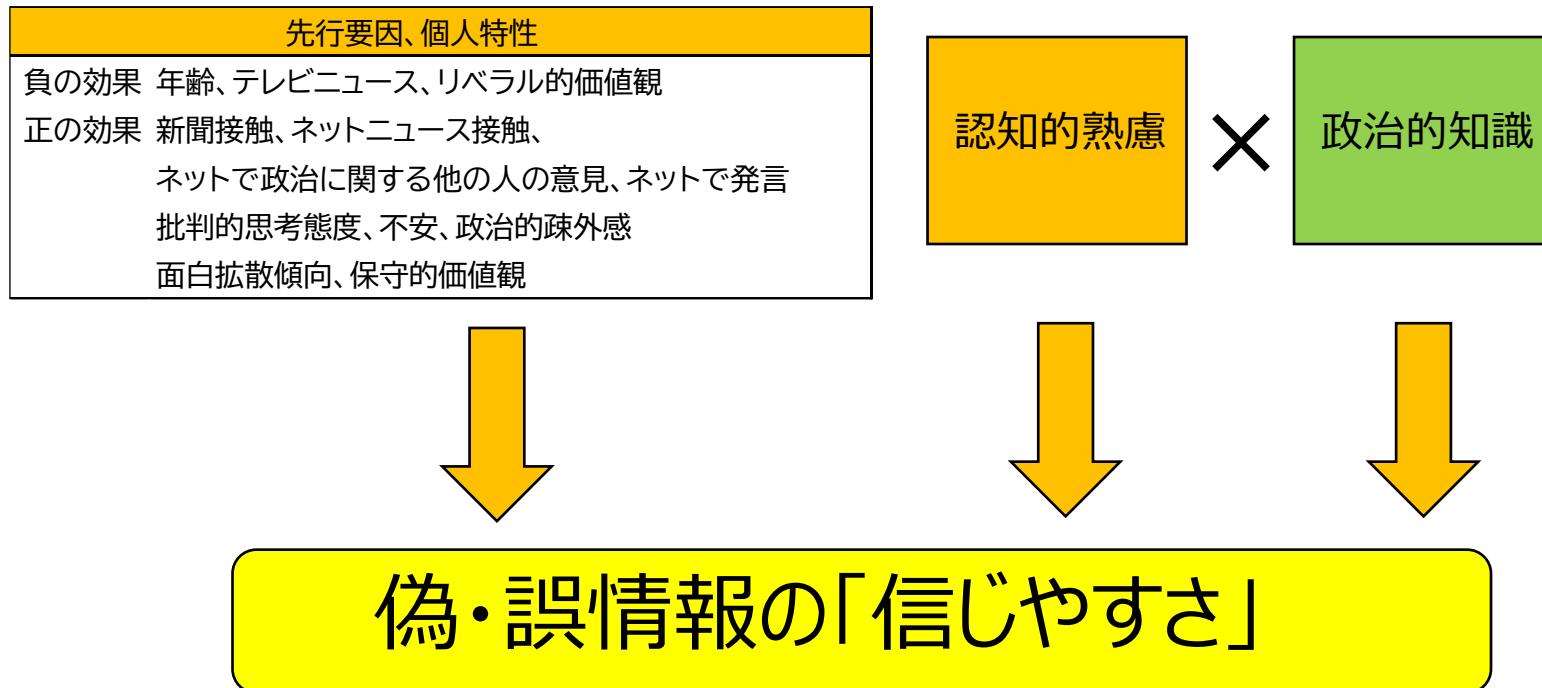 先行要因、個人特性
負の効果 年齢、テレビニュース、リベラル的価値観
正の効果 新聞接触、ネットニュース接触、
ネットで政治に関する他の人の意見、ネットで発言
批判的思考態度、不安、政治的疎外感
面白拡散傾向、保守的価値観
認知的熟慮 × 政治的知識
偽・誤情報の「信じやすさ」